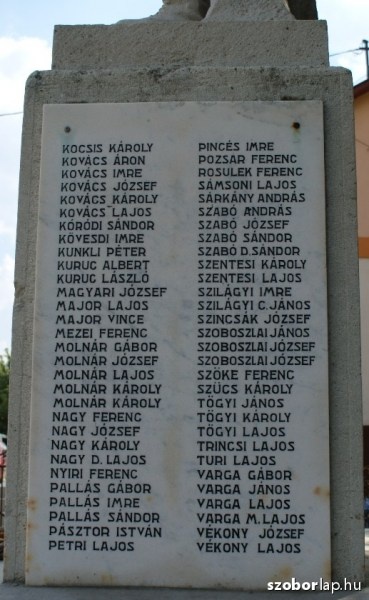 KOCSIS KÁROLY
KOVÁCS ÁRON
KOVÁCS IMRE
KOVÁCS JÓZSEF
KOVÁCS KÁROLY
KOVÁCS LAJOS
KÓRÓDI SÁNDOR
KÖVESDI IMRE
KUNKLI PÉTER
KURUC ALBERT
KURUC LÁSZLÓ
MAGYARI JÓZSEF
MAJOR LAJOS
MAJOR VINCE
MEZEI FERENC
MOLNÁR GÁBOR
MOLNÁR JÓZSEF
MOLNÁR LAJOS
MOLNÁR KÁROLY
MOLNÁR KÁROLY
NAGY FERENC
NAGY JÓZSEF
NAGY KÁROLY
NAGY D. LAJOS
NYIRI FERENC
PALLÁS GÁBOR
PALLÁS IMRE
PALLÁS SÁNDOR
PÁSZTOR ISTVÁN
PETRI LAJOS
PINCÉS IMRE
POZSAR FERENC
ROSULEK FERENC
SÁMSONI LAJOS
SÁRKÁNY ANDRÁS
SZABÓ ANDRÁS
SZABÓ JÓZSEF
SZABÓ SÁNDOR
SZABÓ D. SÁNDOR
SZENTESI KÁROLY
SZENTESI LAJOS
SZILÁGYI IMRE
SZILÁGYI C. JÁNOS
SZINCSÁK JÓZSEF
SZOBOSZLAI JÁNOS
SZOBOSZLAI JÓZSEF
SZOBOSZLAI JÓZSEF
SZÖKE FERENC
SZÜCS KÁROLY
TÖGYI JÁNOS
TÖGYI KÁROLY
TÖGYI LAJOS
TRINCSI LAJOS
TURI LAJOS
VARGA GÁBOR
VARGA JÁNOS
VARGA LAJOS
VARGA M. LAJOS
VÉKONY JÓZSEF
VÉKONY LAJOS
szoborlap.hu